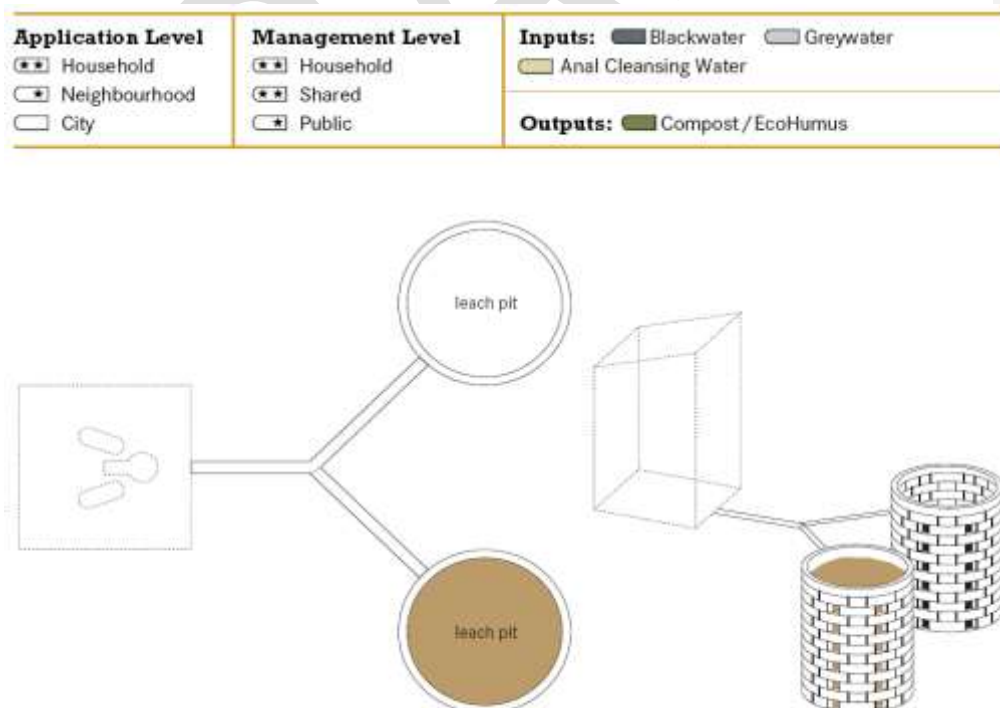 Application Level
Household
Neighbourhood
City
Management Level
Household
Shared
Public
Inputs: Blackwater Greywater
Anal Cleansing Water
Outputs: Compost/EcoHumus
leach pit
leach pit